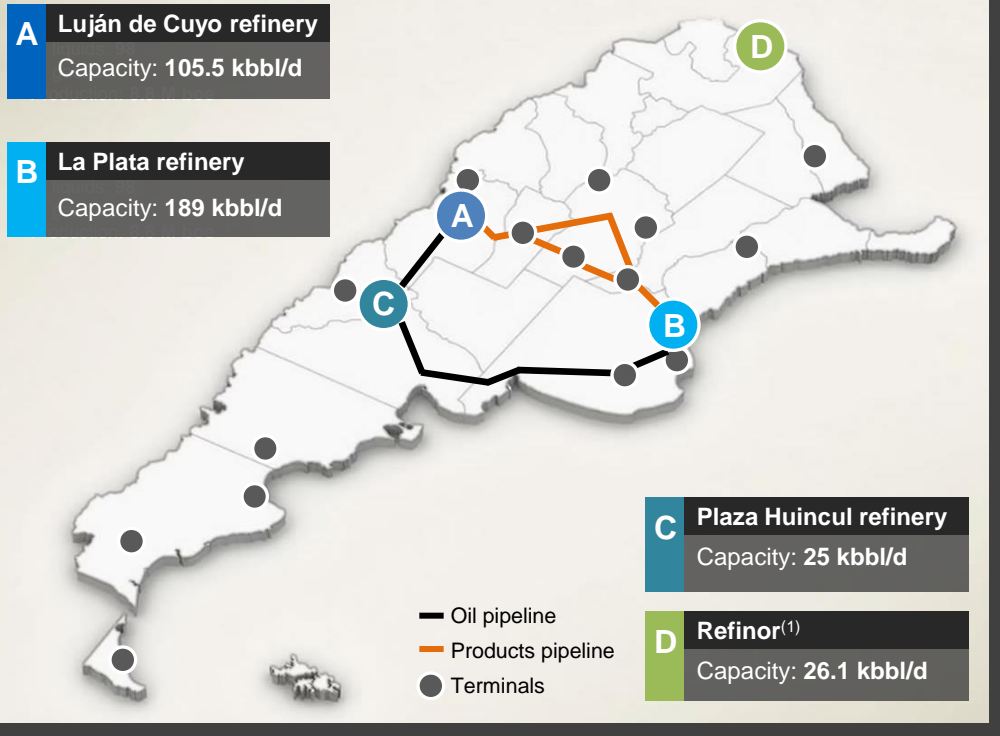 A
Luján de Cuyo refinery
Capacity: 105.5 kbbl/d
B
La Plata refinery
Capacity: 189 kbbl/d
D
A
C
B
C
Plaza Huincul refinery
Capacity: 25 kbbl/d
D
Refinor(1)
Capacity: 26.1 kbbl/d
Oil pipeline
Products pipeline
Terminals